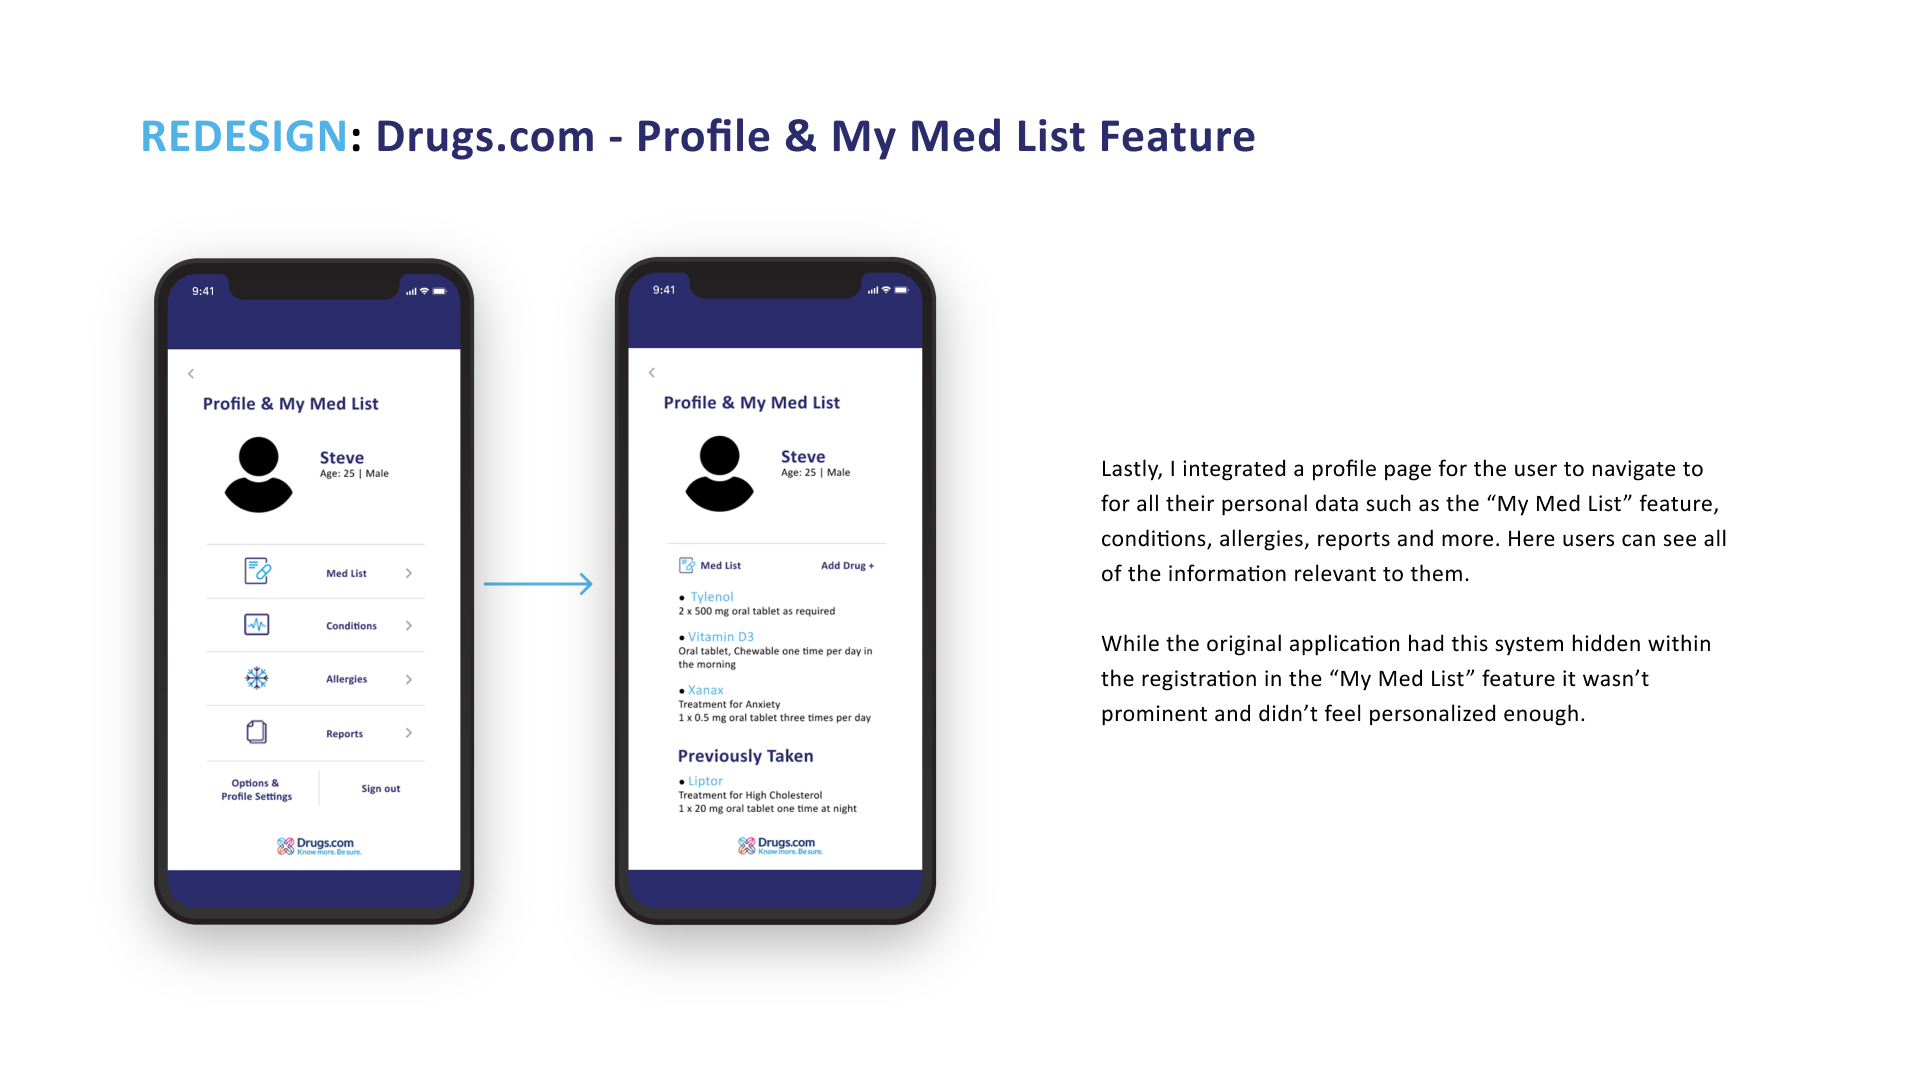 REDESIGN: Drugs.com - Profile & My Med List Feature
9:41
Profile & My Med List
Steve
Age: 25 | Male
Med List
Conditions
Allergies
Reports
Options &
Profile Settings
Sign out
Drugs.com
Know more. Be sure.
9:41
Profile & My Med List
Steve
Age: 25 | Male
Med List
Add Drug +
• Tylenol
2 x 500 mg oral tablet as required
• Vitamin D3
Oral tablet, Chewable one time per day in
the morning
• Xanax
Treatment for Anxiety
1 x 0.5 mg oral tablet three times per day
Previously Taken
• Liptor
Treatment for High Cholesterol
1 x 20 mg oral tablet one time at night
Drugs.com
Know more. Be sure.
Lastly, I integrated a profile page for the user to navigate to
for all their personal data such as the “My Med List” feature,
conditions, allergies, reports and more. Here users can see all
of the information relevant to them.
While the original application had this system hidden within
the registration in the “My Med List” feature it wasn’t
prominent and didn’t feel personalized enough.